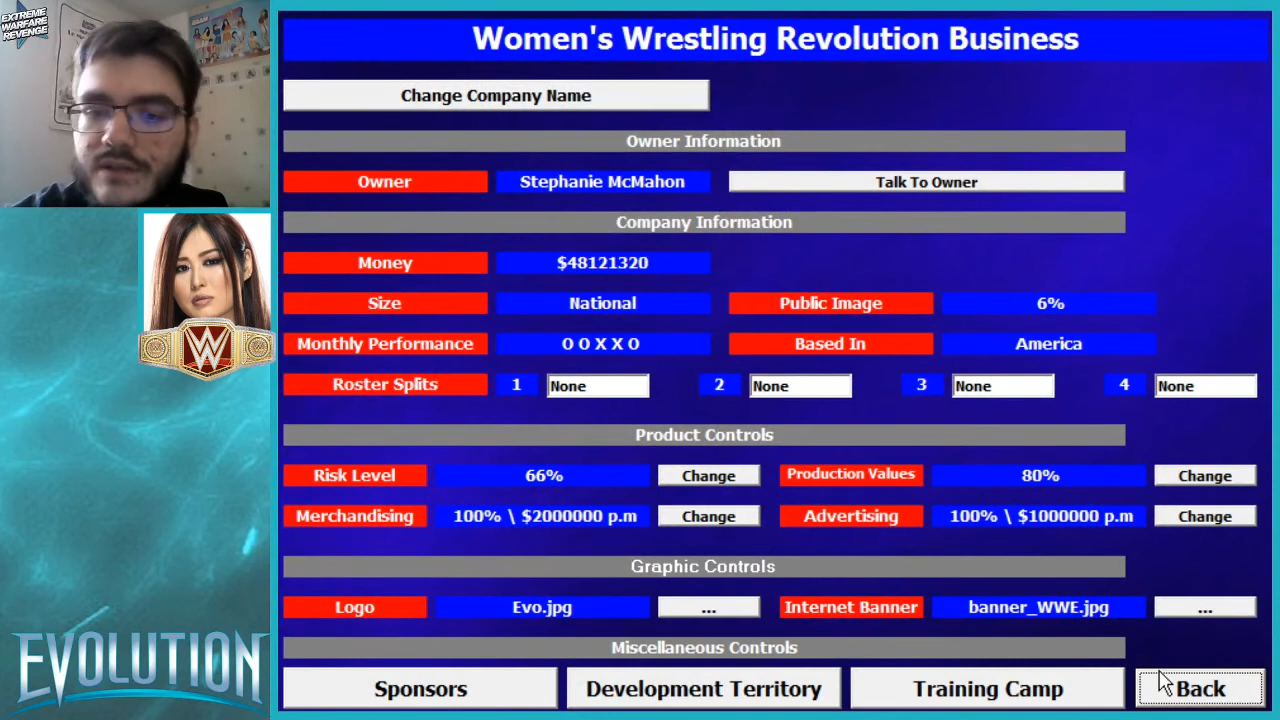 EXTREME
WARFARE
REVENGE
Women's Wrestling Revolution Business
Change Company Name
Owner Information
Owner Stephanie McMahon Talk To Owner
Company Information
Money $48121320
Size National Public Image 6%
Monthly Performance O O X X O Based In America
Roster Splits 1 None 2 None 3 None 4 None
Product Controls
Risk Level 66% Change Production Values 80% Change
Merchandising 100% \ $2000000 p.m Change Advertising 100% \ $1000000 p.m Change
Graphic Controls
Logo Evo.jpg ... Internet Banner banner_WWE.jpg ...
Miscellaneous Controls
Sponsors Development Territory Training Camp Back
EVOLUTION